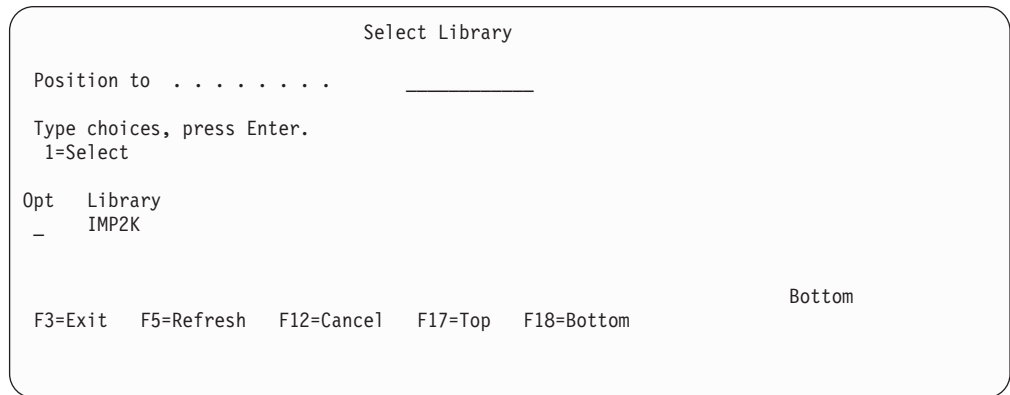 Select Library
Position to . . . . . . . . ____________
Type choices, press Enter.
1=Select
Opt Library
_ IMP2K
Bottom
F3=Exit F5=Refresh F12=Cancel F17=Top F18=Bottom